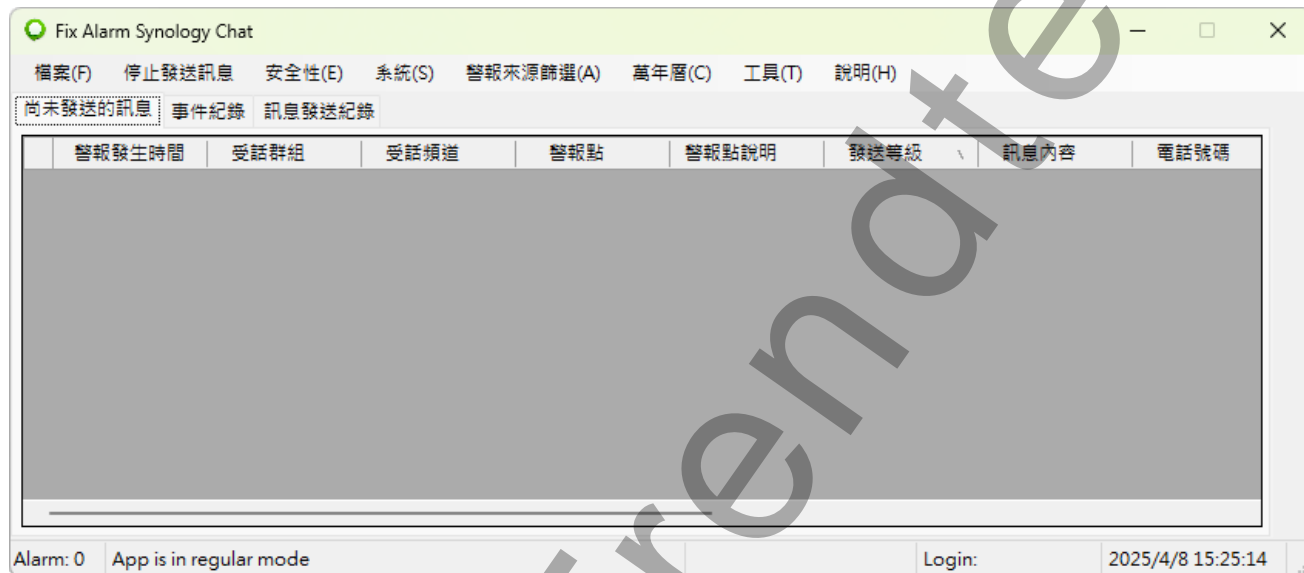 Fix Alarm Synology Chat
檔案(F) 停止發送訊息 安全性(E) 系統(S) 警報來源篩選(A) 萬年曆(C) 工具(T) 說明(H)
尚未發送的訊息 事件紀錄 訊息發送紀錄
警報發生時間 受話群組 受話頻道 警報點 警報點說明 發送等級 訊息內容 電話號碼
Alarm: 0 App is in regular mode Login: 2025/4/8 15:25:14
Trendte